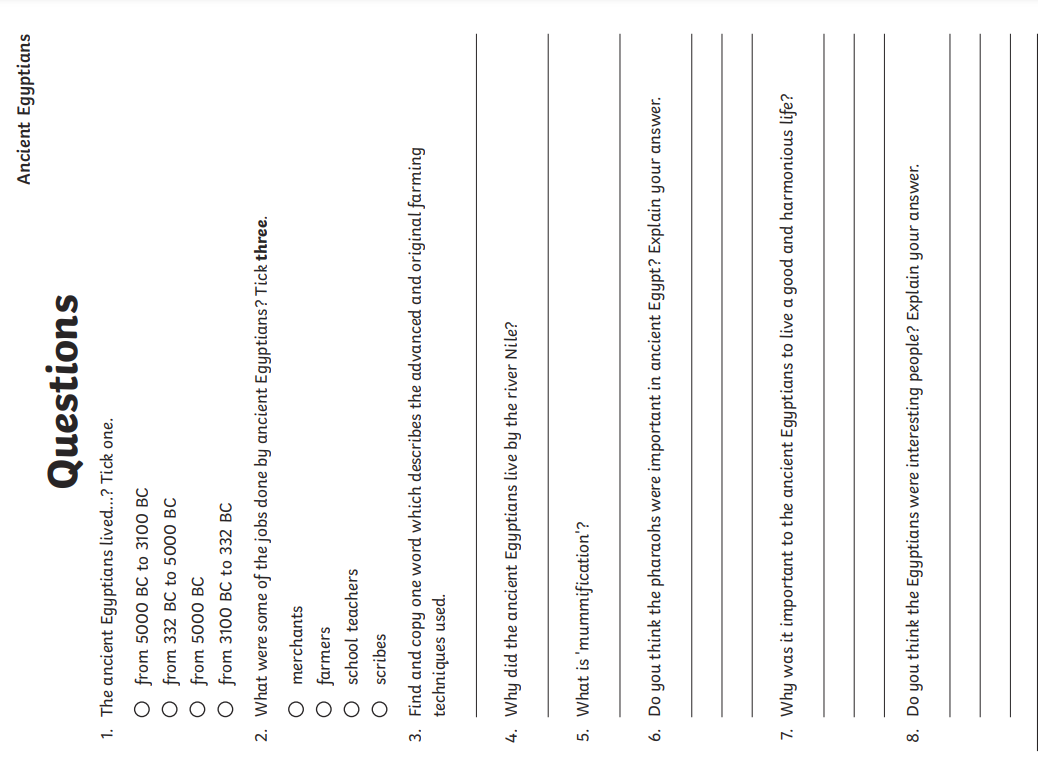 Ancient Egyptians
Questions
1. The ancient Egyptians lived...? Tick one.
from 5000 BC to 3100 BC
from 332 BC to 5000 BC
from 5000 BC
from 3100 BC to 332 BC
2. What were some of the jobs done by ancient Egyptians? Tick three.
merchants
farmers
school teachers
scribes
3. Find and copy one word which describes the advanced and original farming
techniques used.
4. Why did the ancient Egyptians live by the river Nile?
5. What is 'mummification'?
6. Do you think the pharaohs were important in ancient Egypt? Explain your answer.
7. Why was it important to the ancient Egyptians to live a good and harmonious life?
8. Do you think the Egyptians were interesting people? Explain your answer.